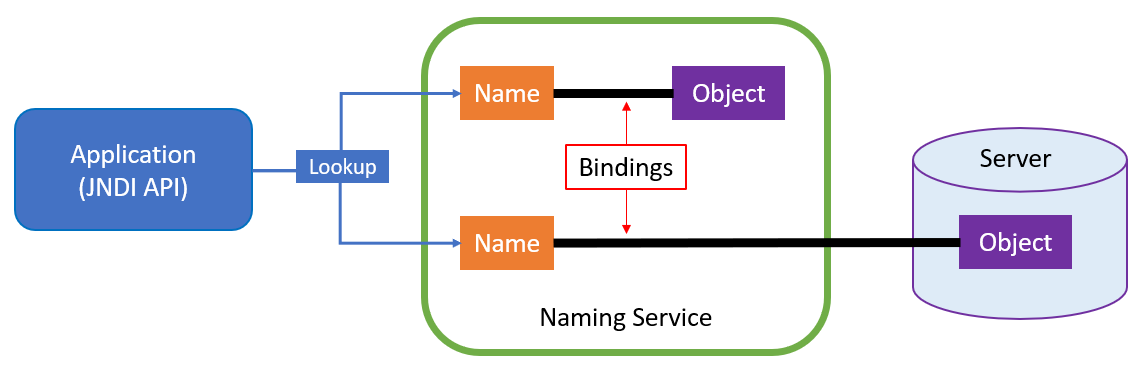 Application
(JNDI API)
Lookup
Name
Object
Bindings
Name
Naming Service
Server
Object